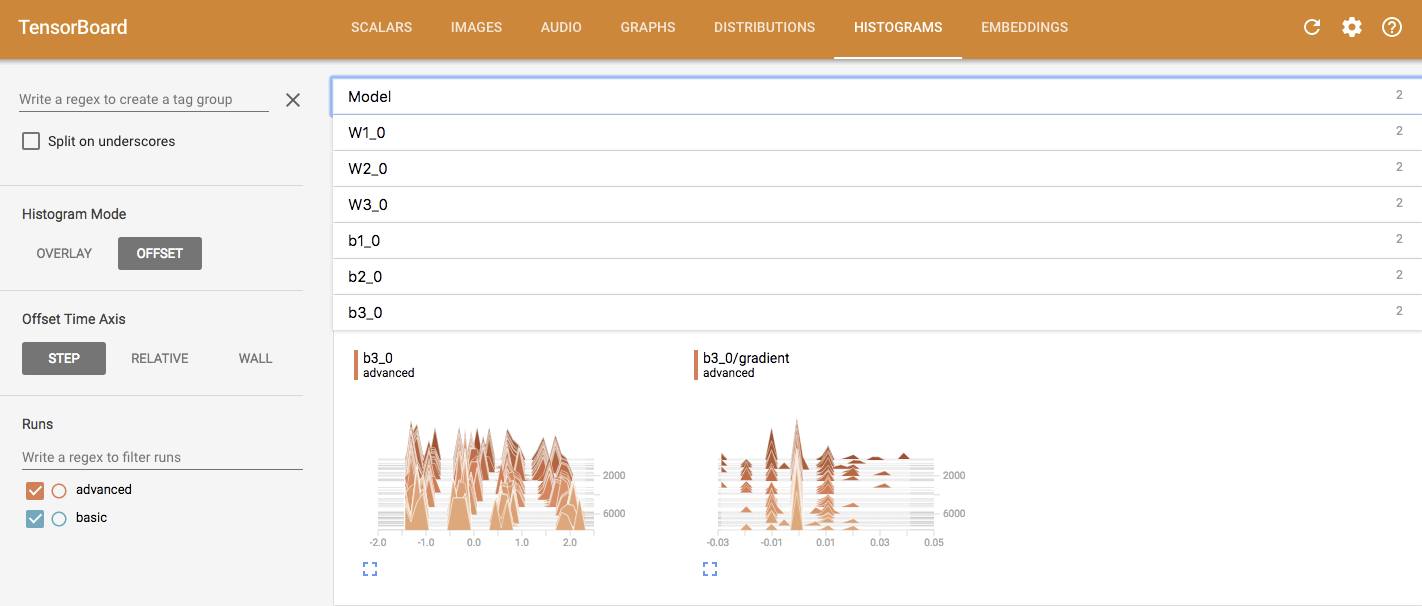 TensorBoard SCALARS IMAGES AUDIO GRAPHS DISTRIBUTIONS HISTOGRAMS EMBEDDINGS
Write a regex to create a tag group
Split on underscores
Histogram Mode
OVERLAY OFFSET
Offset Time Axis
STEP RELATIVE WALL
Runs
Write a regex to filter runs
advanced
basic
Model 2
W1_0 2
W2_0 2
W3_0 2
b1_0 2
b2_0 2
b3_0 2
b3_0
advanced
2000
6000
-2.0 -1.0 0.0 1.0 2.0
b3_0/gradient
advanced
2000
6000
-0.03 -0.01 0.01 0.03 0.05